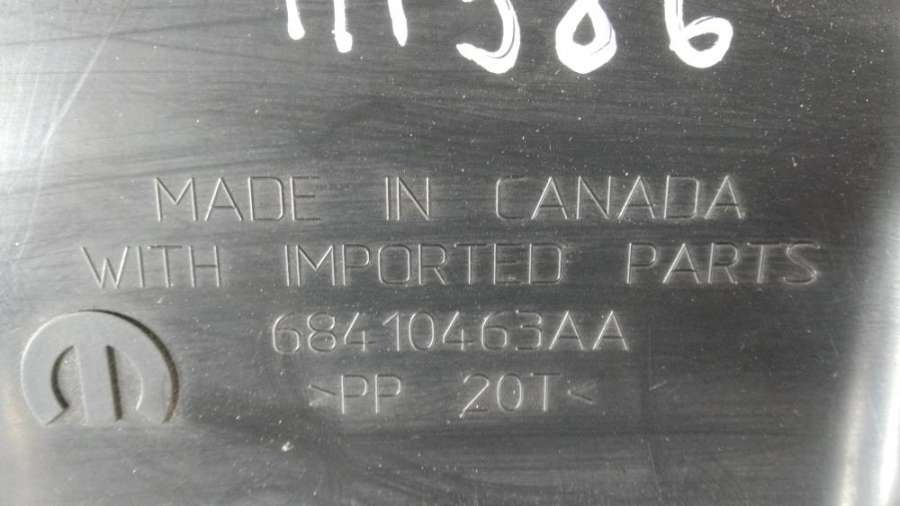 MADE IN CANADA
WITH IMPORTED PARTS
68410463AA
>PP 20T<